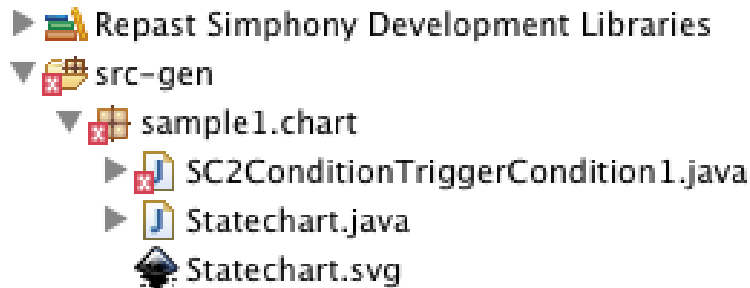 Repast Simphony Development Libraries
src-gen
sample1.chart
SC2ConditionTriggerCondition1.java
Statechart.java
Statechart.svg